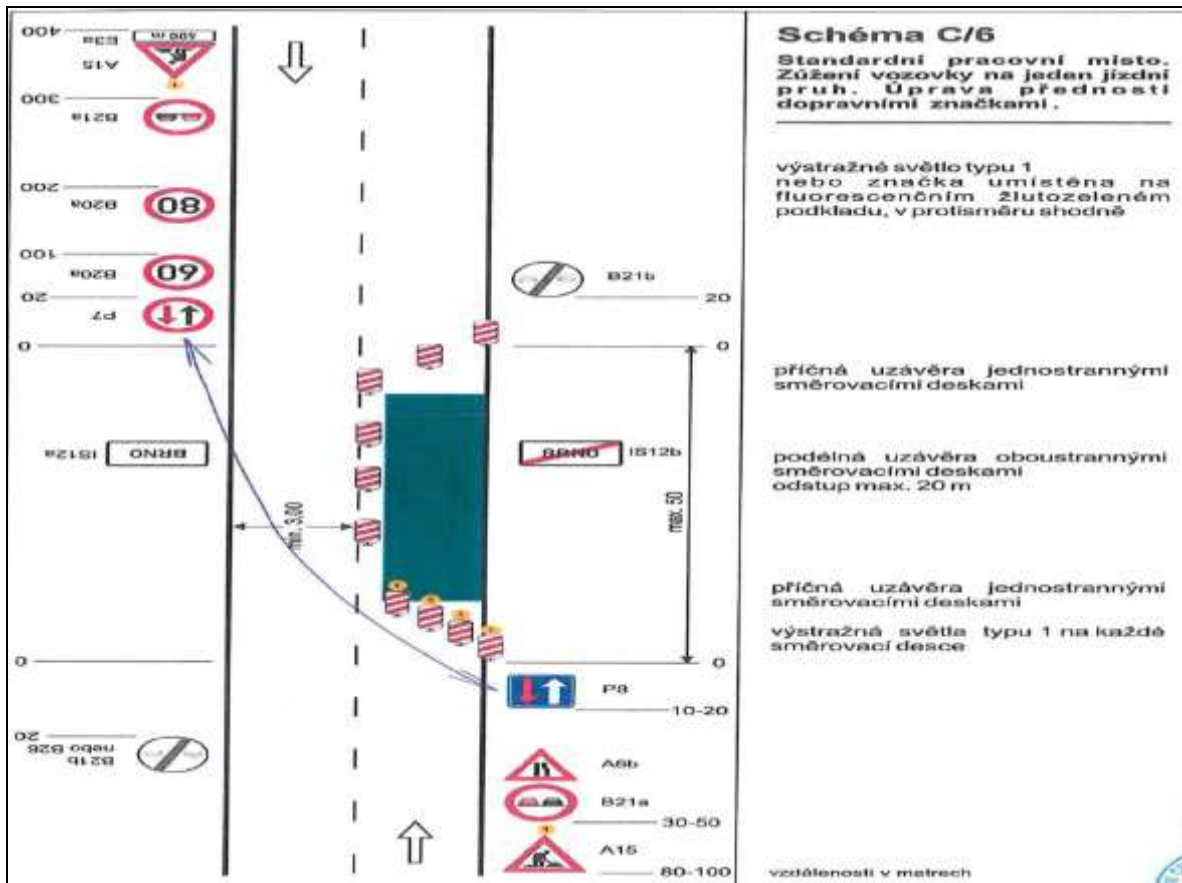 Schéma C/6
Standardní pracovní místo.
Zúžení vozovky na jeden jízdní
pruh. Úprava přednosti
dopravními značkami.
výstražné světlo typu 1
nebo značka umístěna na
fluorescenčním žlutozeleném
podkladu, v protisměru shodně
příčná uzávěra jednostrannými
směrovacími deskami
podélná uzávěra oboustrannými
směrovacími deskami
odstup max. 20 m
příčná uzávěra jednostrannými
směrovacími deskami
výstražná světla typu 1 na každé
směrovací desce
vzdálenosti v metrech
400
E3a
A15
300
B21a
200
80
B20a
100
60
B20a
20
P7
0
IS12a
BRNO
min. 3,00
0
20
B21b
nebo B26
B21b
20
0
BRNO
IS12b
max. 50
0
P8
10-20
A6b
B21a
30-50
1
A15
80-100